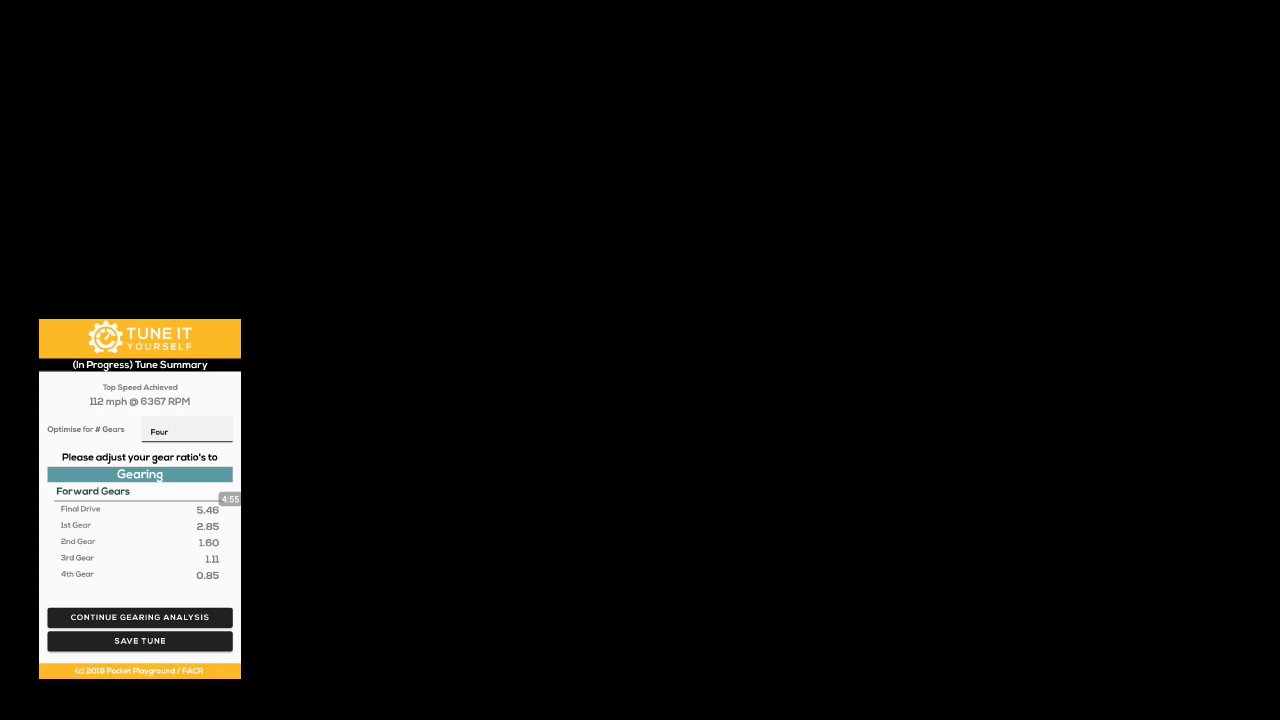 TUNE IT
YOURSELF
(In Progress) Tune Summary
Top Speed Achieved
112 mph @ 6367 RPM
Optimise for # Gears
Four
Please adjust your gear ratio's to
Gearing
Forward Gears
4:55
Final Drive 5.46
1st Gear 2.85
2nd Gear 1.60
3rd Gear 1.11
4th Gear 0.85
CONTINUE GEARING ANALYSIS
SAVE TUNE
(c) 2019 Pocket Playground / FACR